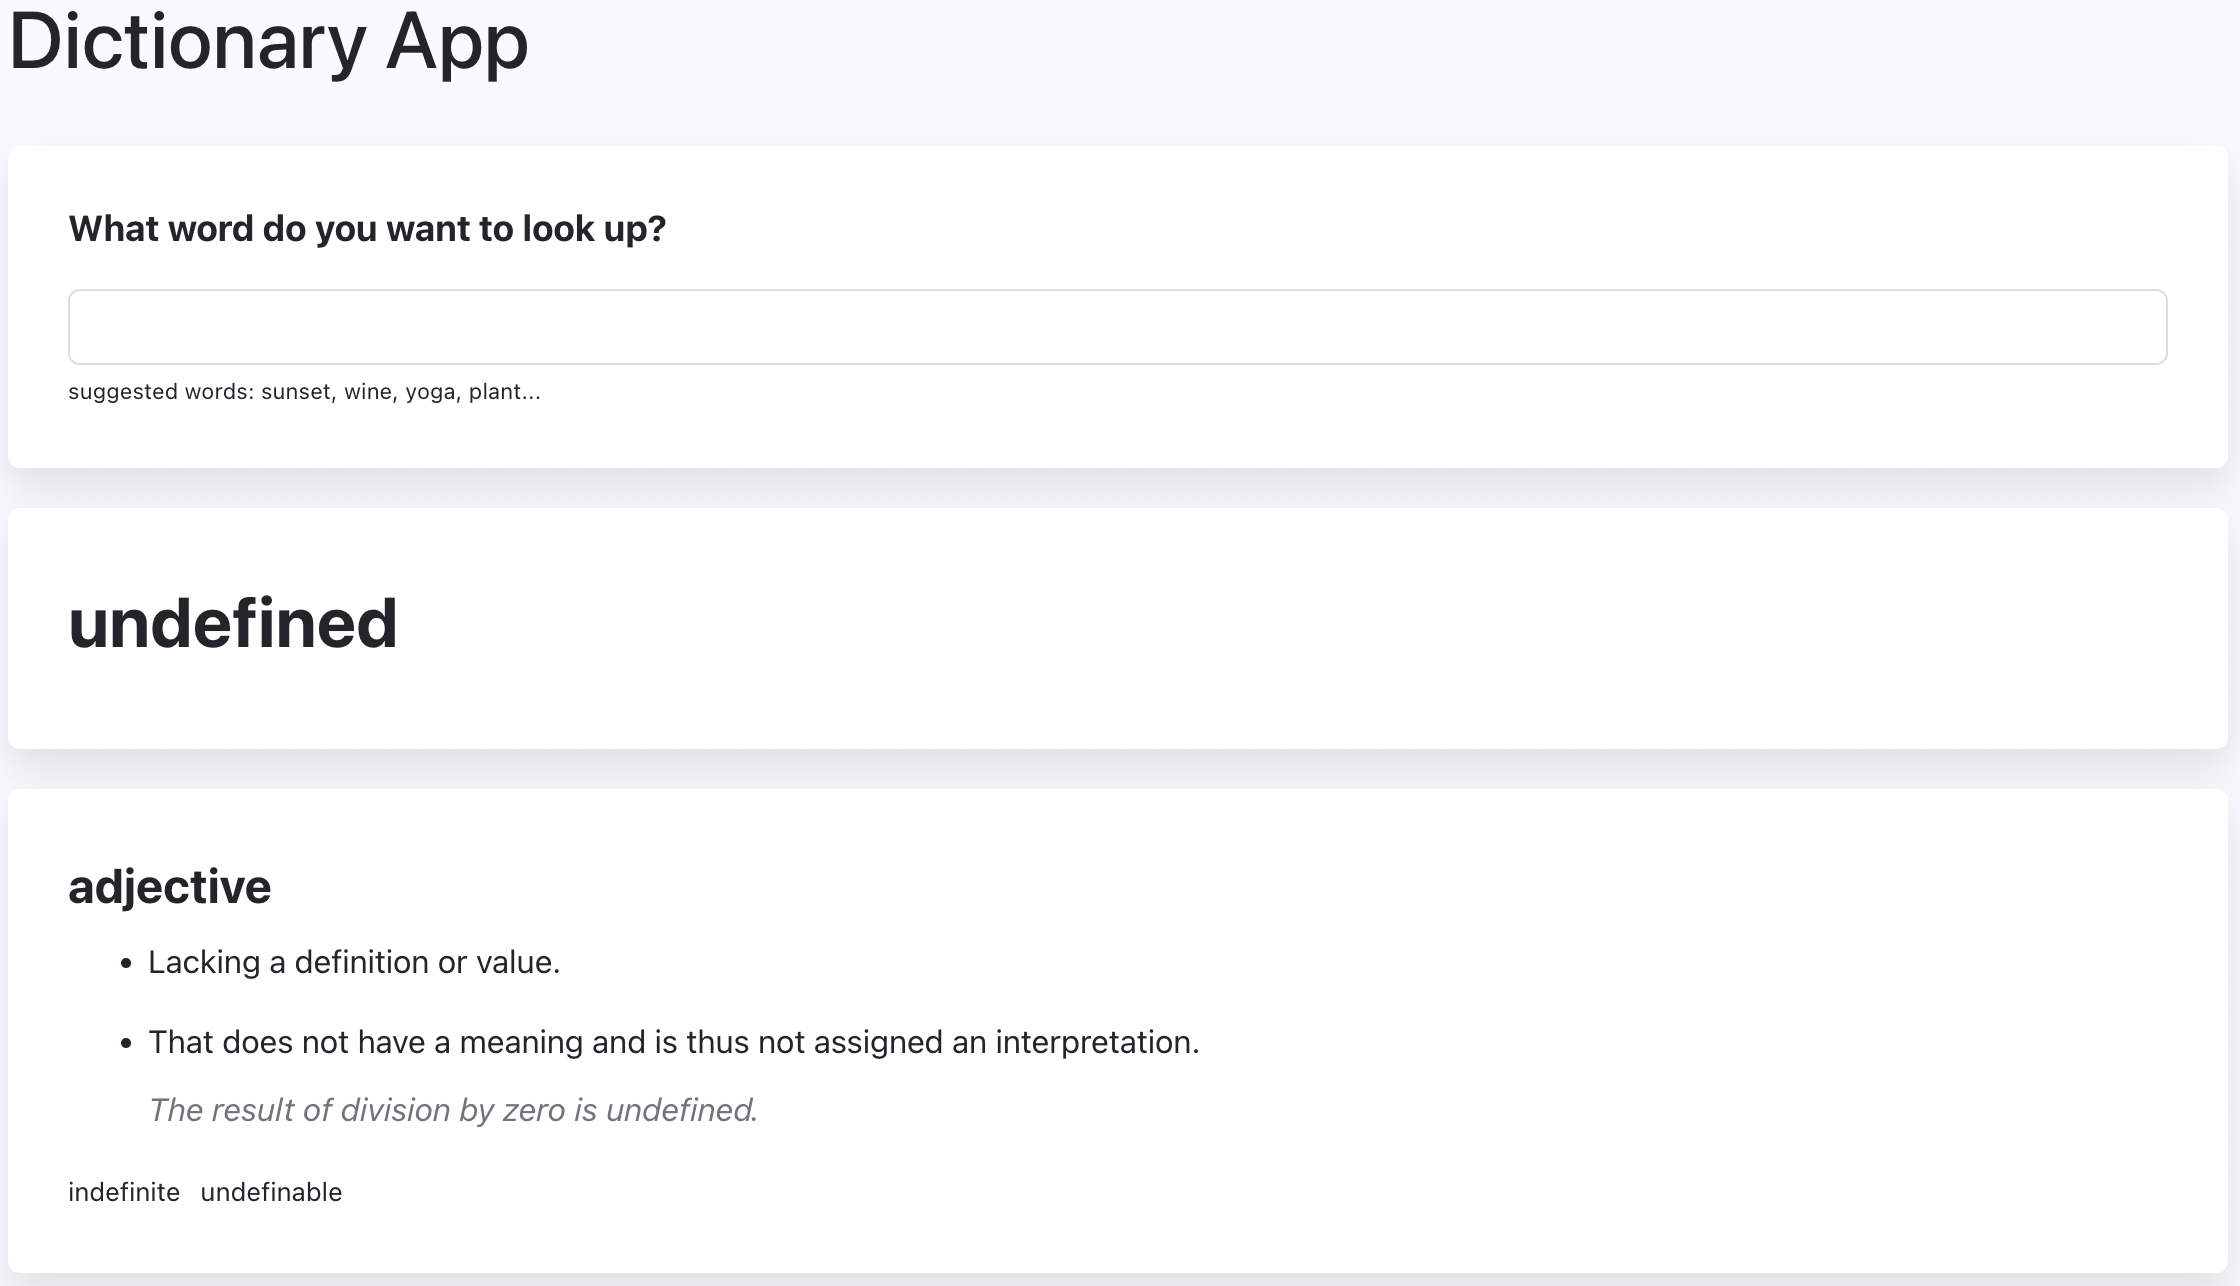 Dictionary App
What word do you want to look up?
suggested words: sunset, wine, yoga, plant...
undefined
adjective
• Lacking a definition or value.
• That does not have a meaning and is thus not assigned an interpretation.
The result of division by zero is undefined.
indefinite undefinable